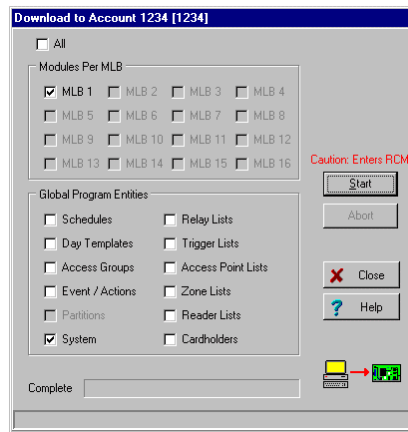 Download to Account 1234 [1234]
All
Modules Per MLB
MLB 1 MLB 2 MLB 3 MLB 4
MLB 5 MLB 6 MLB 7 MLB 8
MLB 9 MLB 10 MLB 11 MLB 12
MLB 13 MLB 14 MLB 15 MLB 16
Caution: Enters RCM
Start
Abort
Global Program Entities
Schedules Relay Lists
Day Templates Trigger Lists
Access Groups Access Point Lists
Event / Actions Zone Lists
Partitions Reader Lists
System Cardholders
Close
Help
Complete